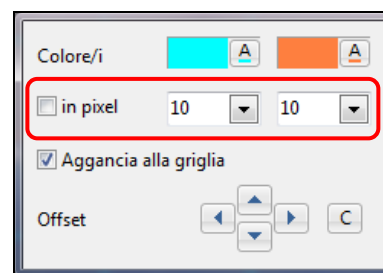 Colore/i A A
in pixel 10 10
Aggancia alla griglia
Offset C